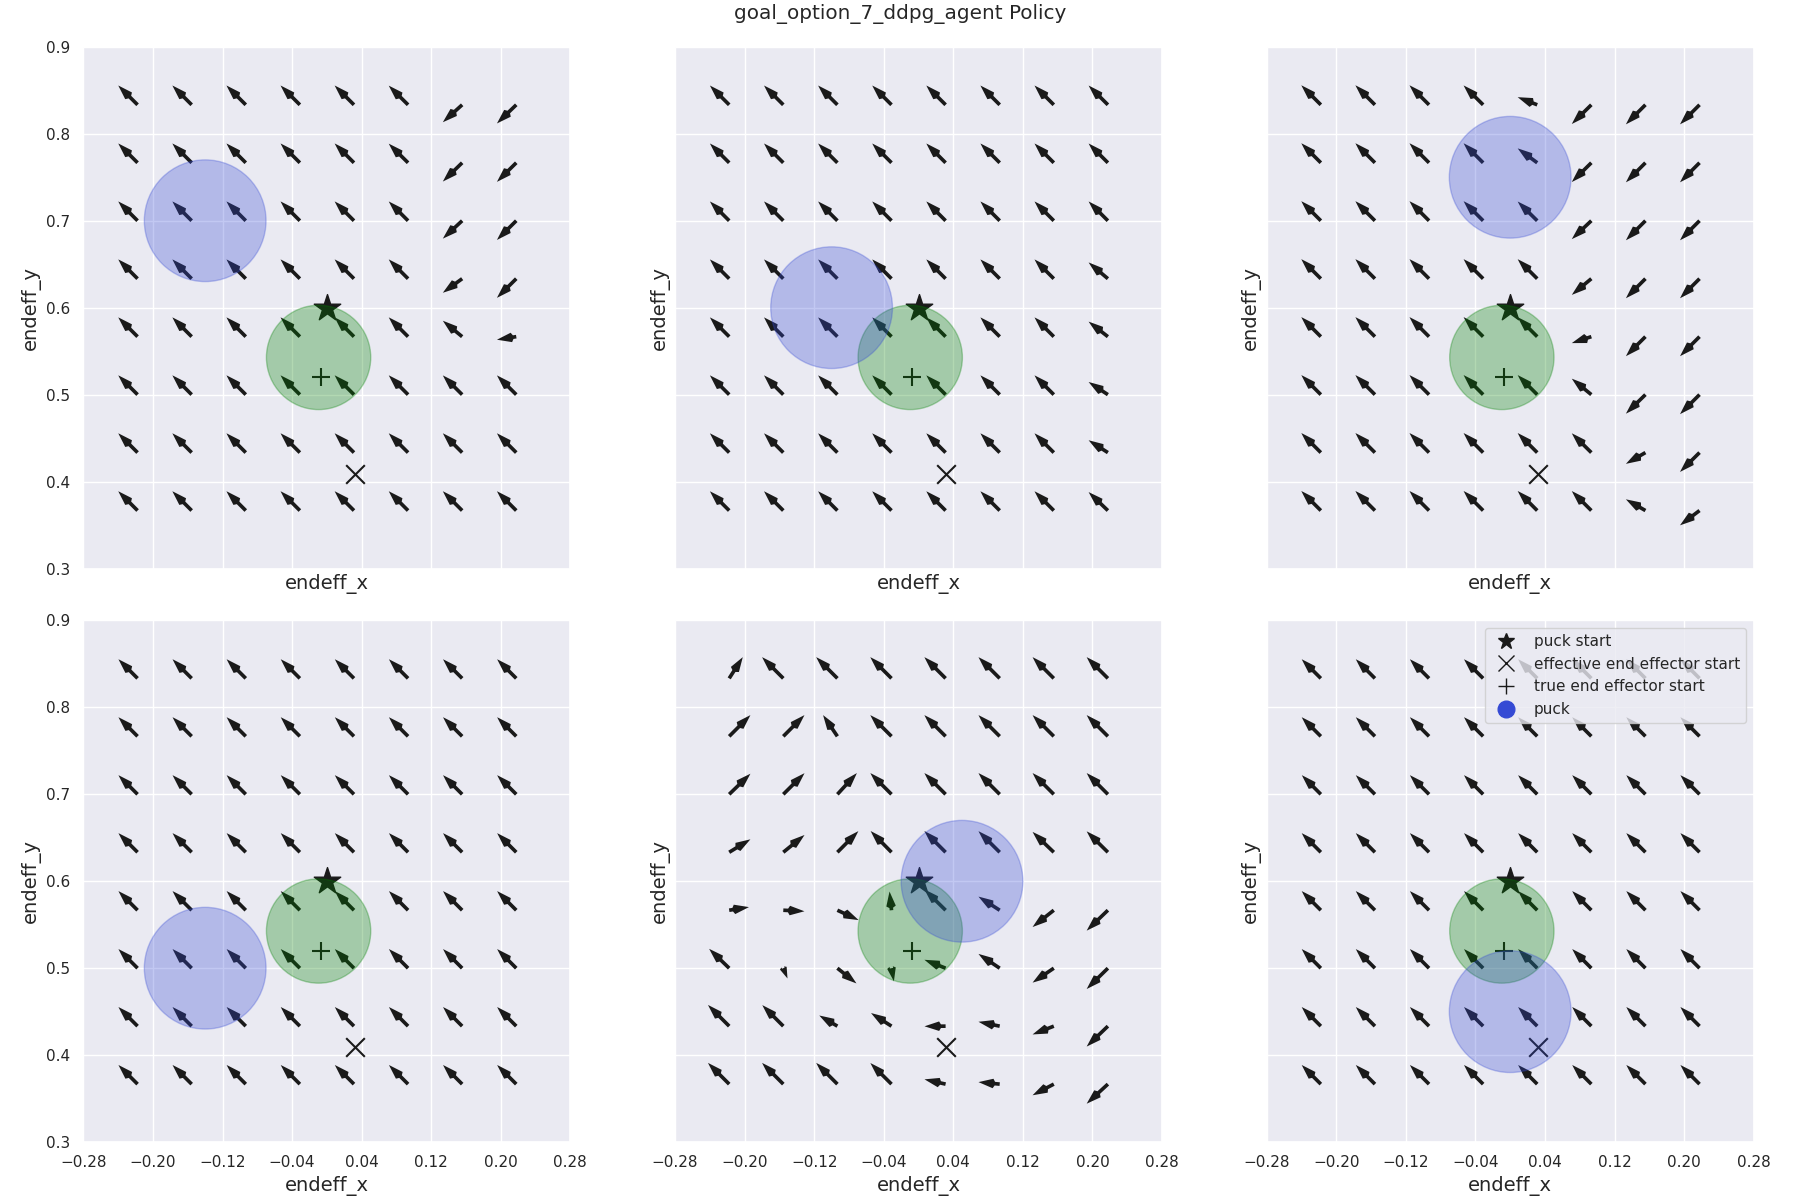 goal_option_7_ddpg_agent Policy
0.9
0.8
0.7
0.6
0.5
0.4
0.3
endeff_y
endeff_x
endeff_y
endeff_x
endeff_y
endeff_x
0.9
0.8
0.7
0.6
0.5
0.4
0.3
endeff_y
−0.28 −0.20 −0.12 −0.04 0.04 0.12 0.20 0.28
endeff_x
endeff_y
−0.28 −0.20 −0.12 −0.04 0.04 0.12 0.20 0.28
endeff_x
puck start
effective end effector start
true end effector start
puck
endeff_y
−0.28 −0.20 −0.12 −0.04 0.04 0.12 0.20 0.28
endeff_x